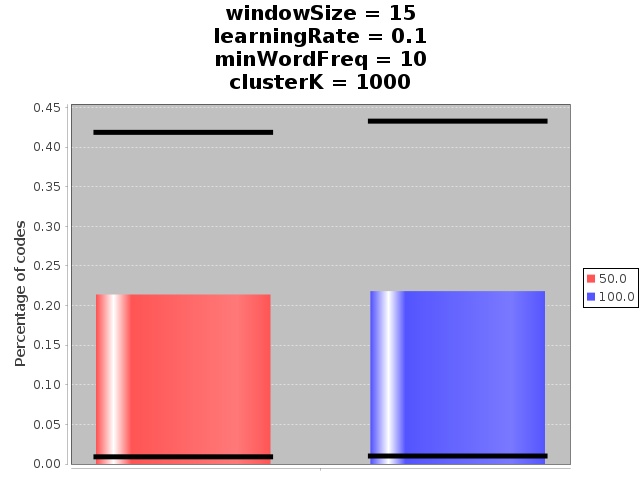 windowSize = 15
learningRate = 0.1
minWordFreq = 10
clusterK = 1000
0.45
0.40
0.35
0.30
0.25
0.20
0.15
0.10
0.05
0.00
Percentage of codes
50.0
100.0